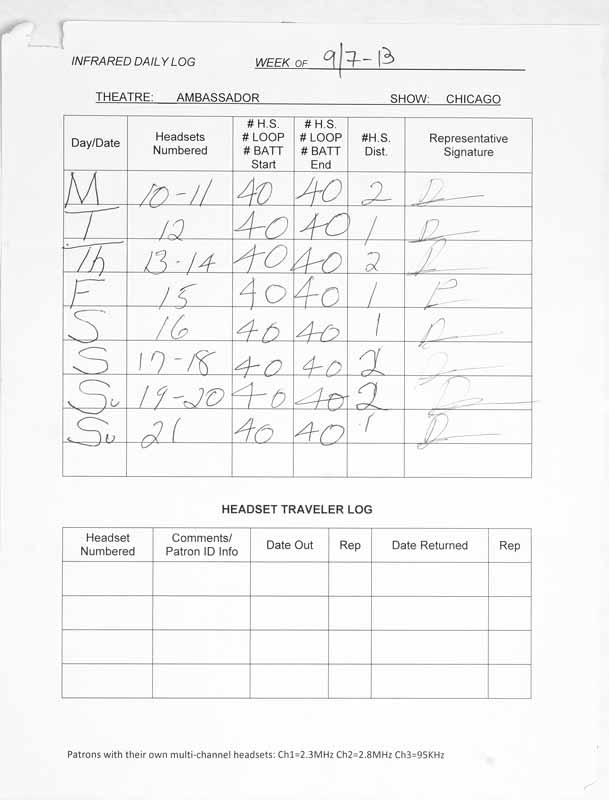 INFRARED DAILY LOG WEEK OF 9/7-13
THEATRE: AMBASSADOR SHOW: CHICAGO
Day/Date Headsets Numbered # H.S. # LOOP # BATT Start # H.S. # LOOP # BATT End #H.S. Dist. Representative Signature
M 10-11 40 40 2
T 12 40 40 1
Th 13-14 40 40 2
F 15 40 40 1
S 16 40 40 1
S 17-18 40 40 2
Su 19-20 40 40 2
Su 21 40 40 1
HEADSET TRAVELER LOG
Headset Numbered Comments/ Patron ID Info Date Out Rep Date Returned Rep
Patrons with their own multi-channel headsets: Ch1=2.3MHz Ch2=2.8MHz Ch3=95KHz